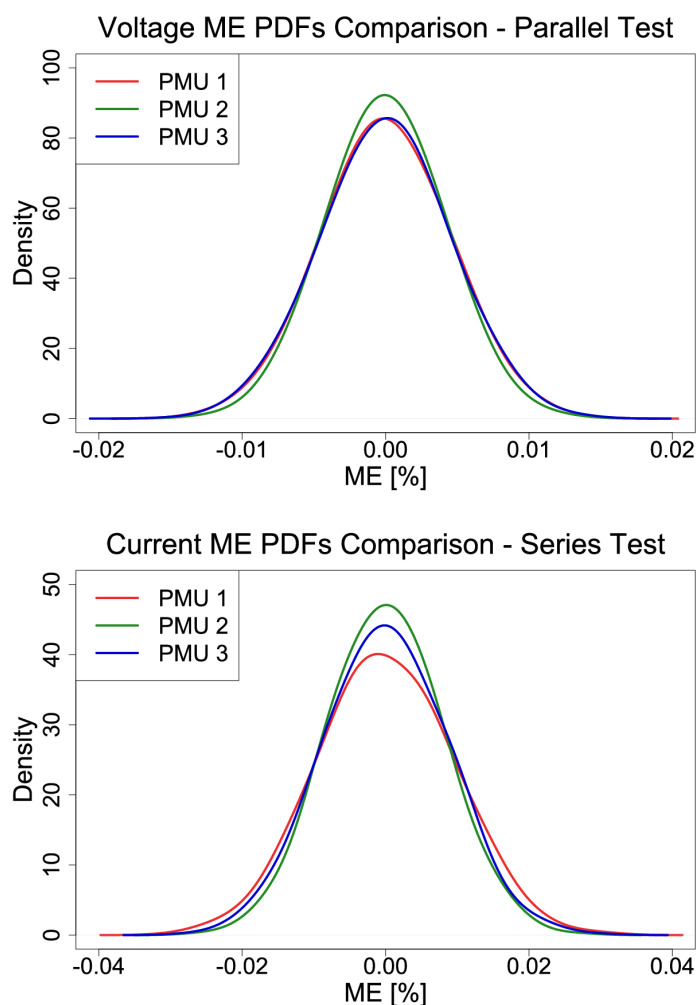 Voltage ME PDFs Comparison - Parallel Test
PMU 1
PMU 2
PMU 3
Density
100
80
60
40
20
0
-0.02 -0.01 0.00 0.01 0.02
ME [%]
Current ME PDFs Comparison - Series Test
PMU 1
PMU 2
PMU 3
Density
50
40
30
20
10
0
-0.04 -0.02 0.00 0.02 0.04
ME [%]